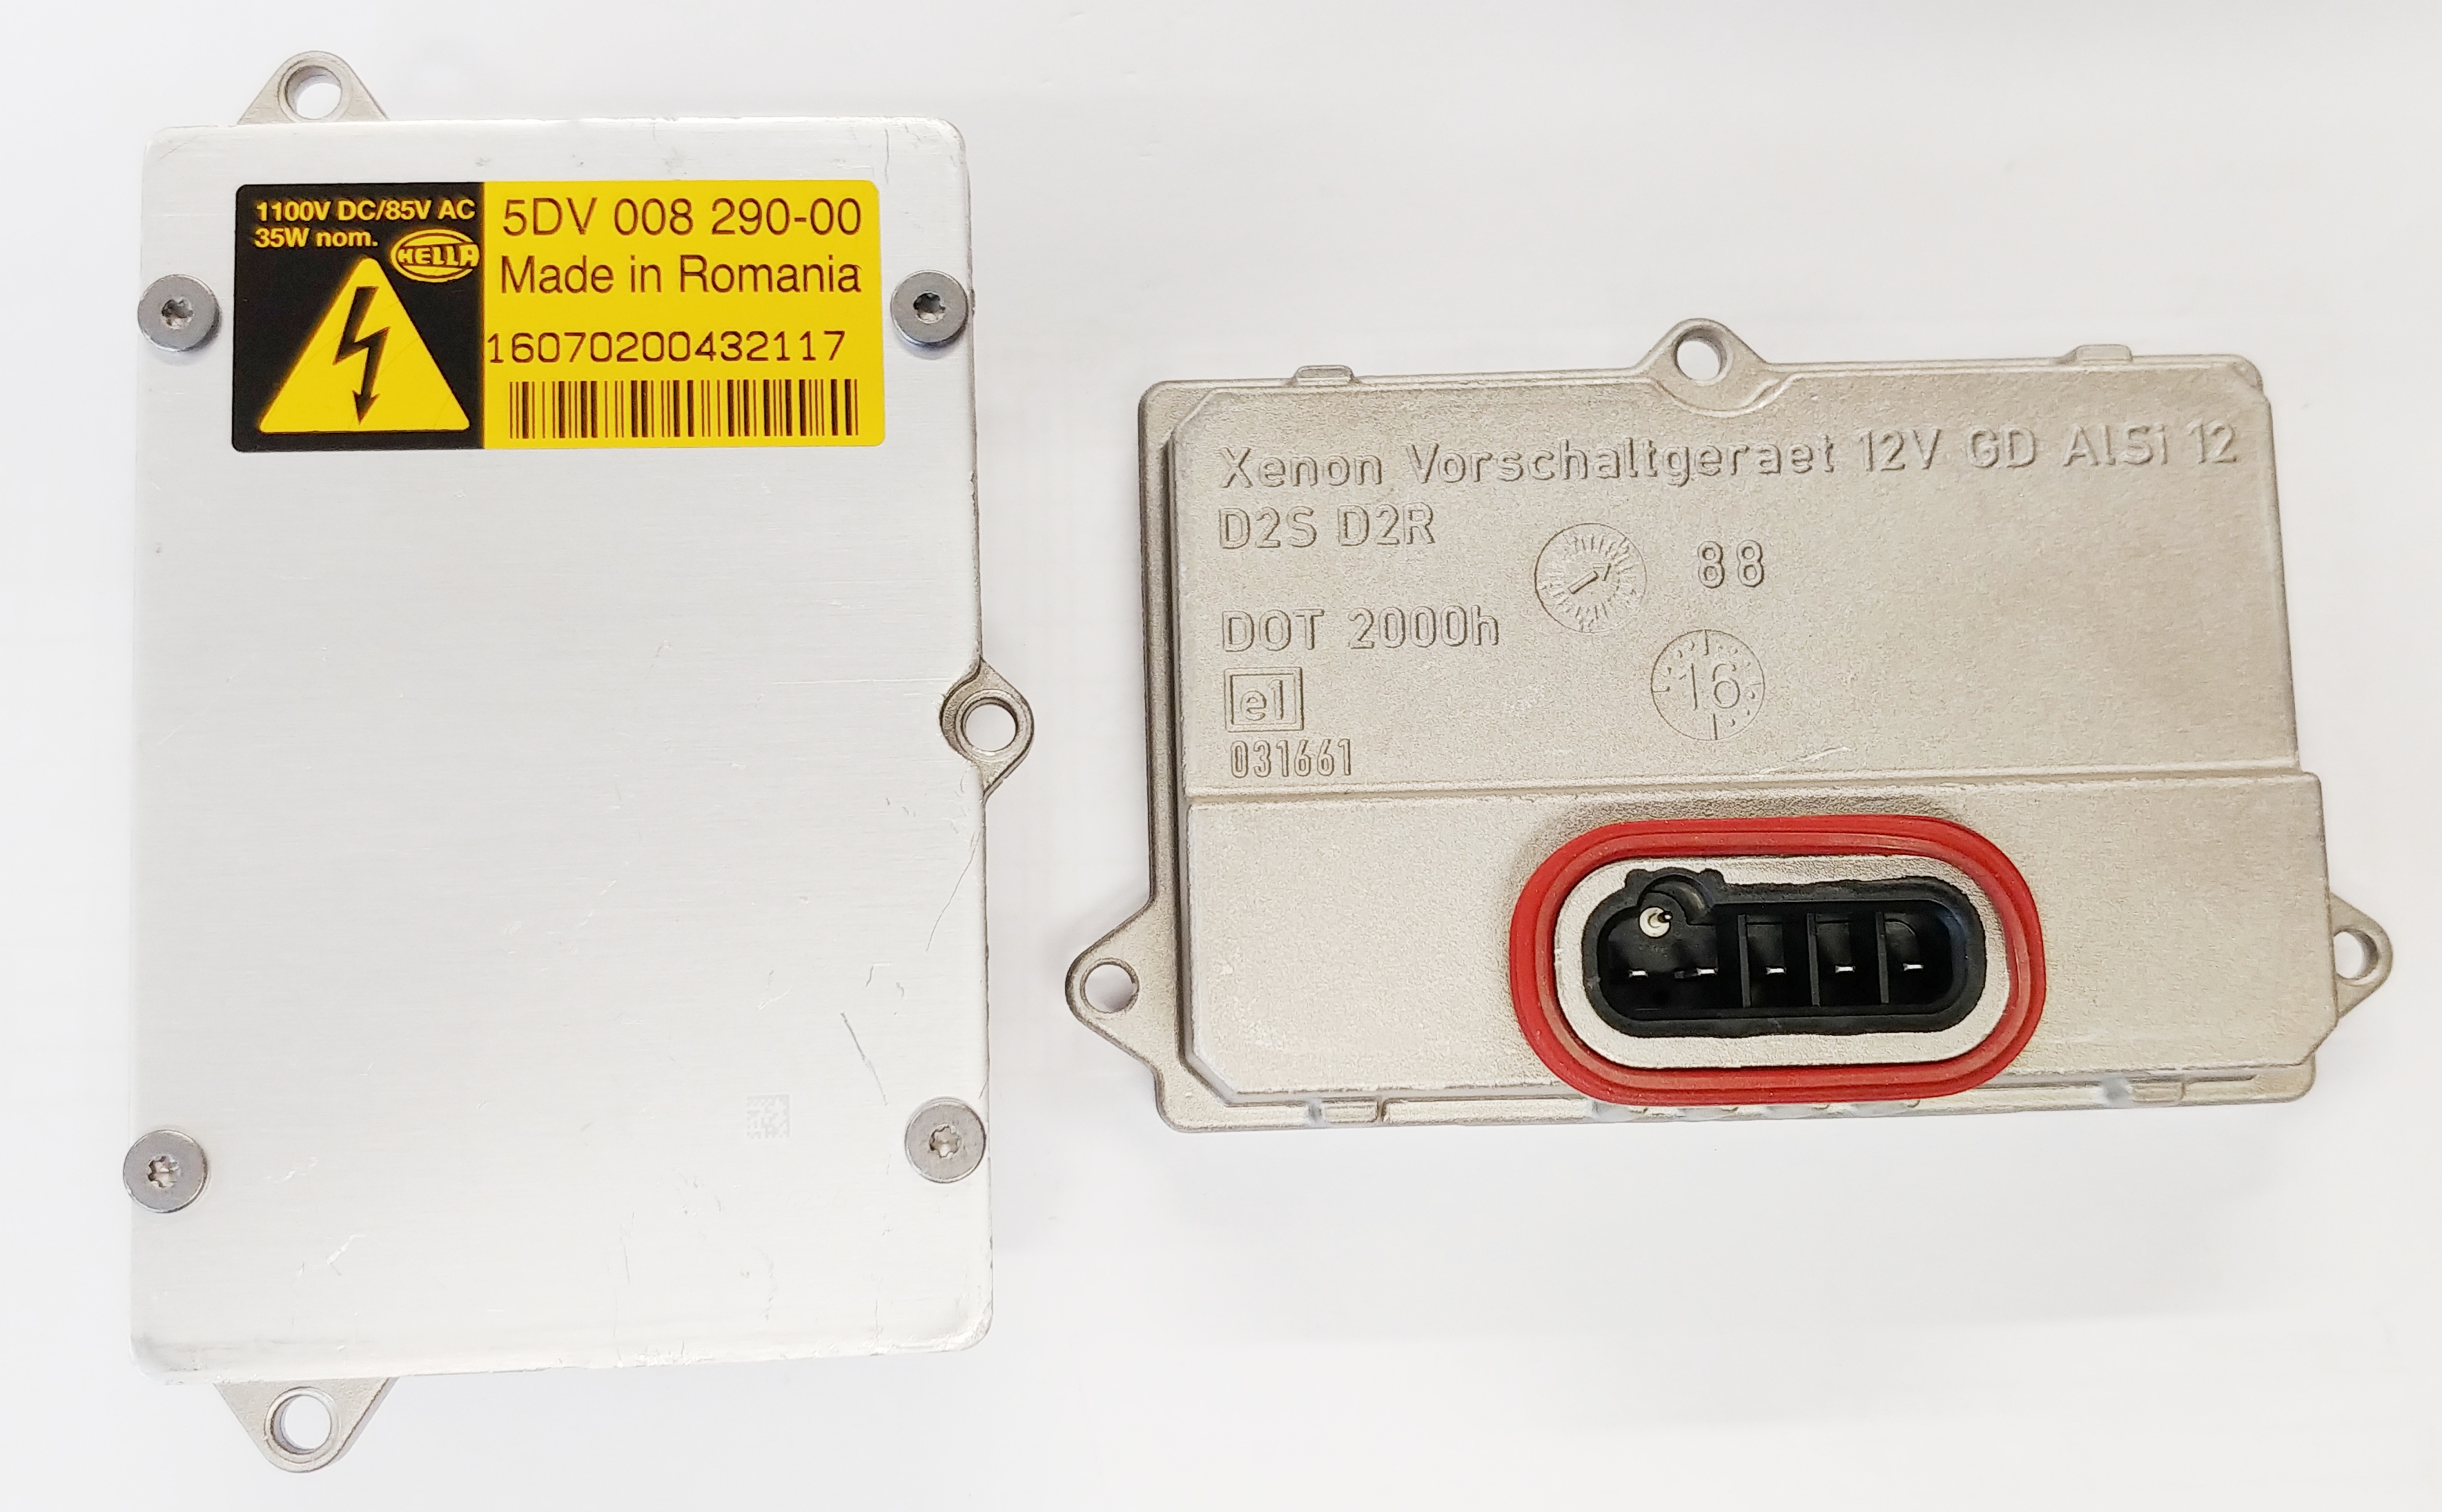 1100V DC/85V AC
35W nom.
HELLA
5DV 008 290-00
Made in Romania
16070200432117
Xenon Vorschaltgeraet 12V GD AlSi 12
D2S D2R
88
DOT 2000h
16
e1
031661